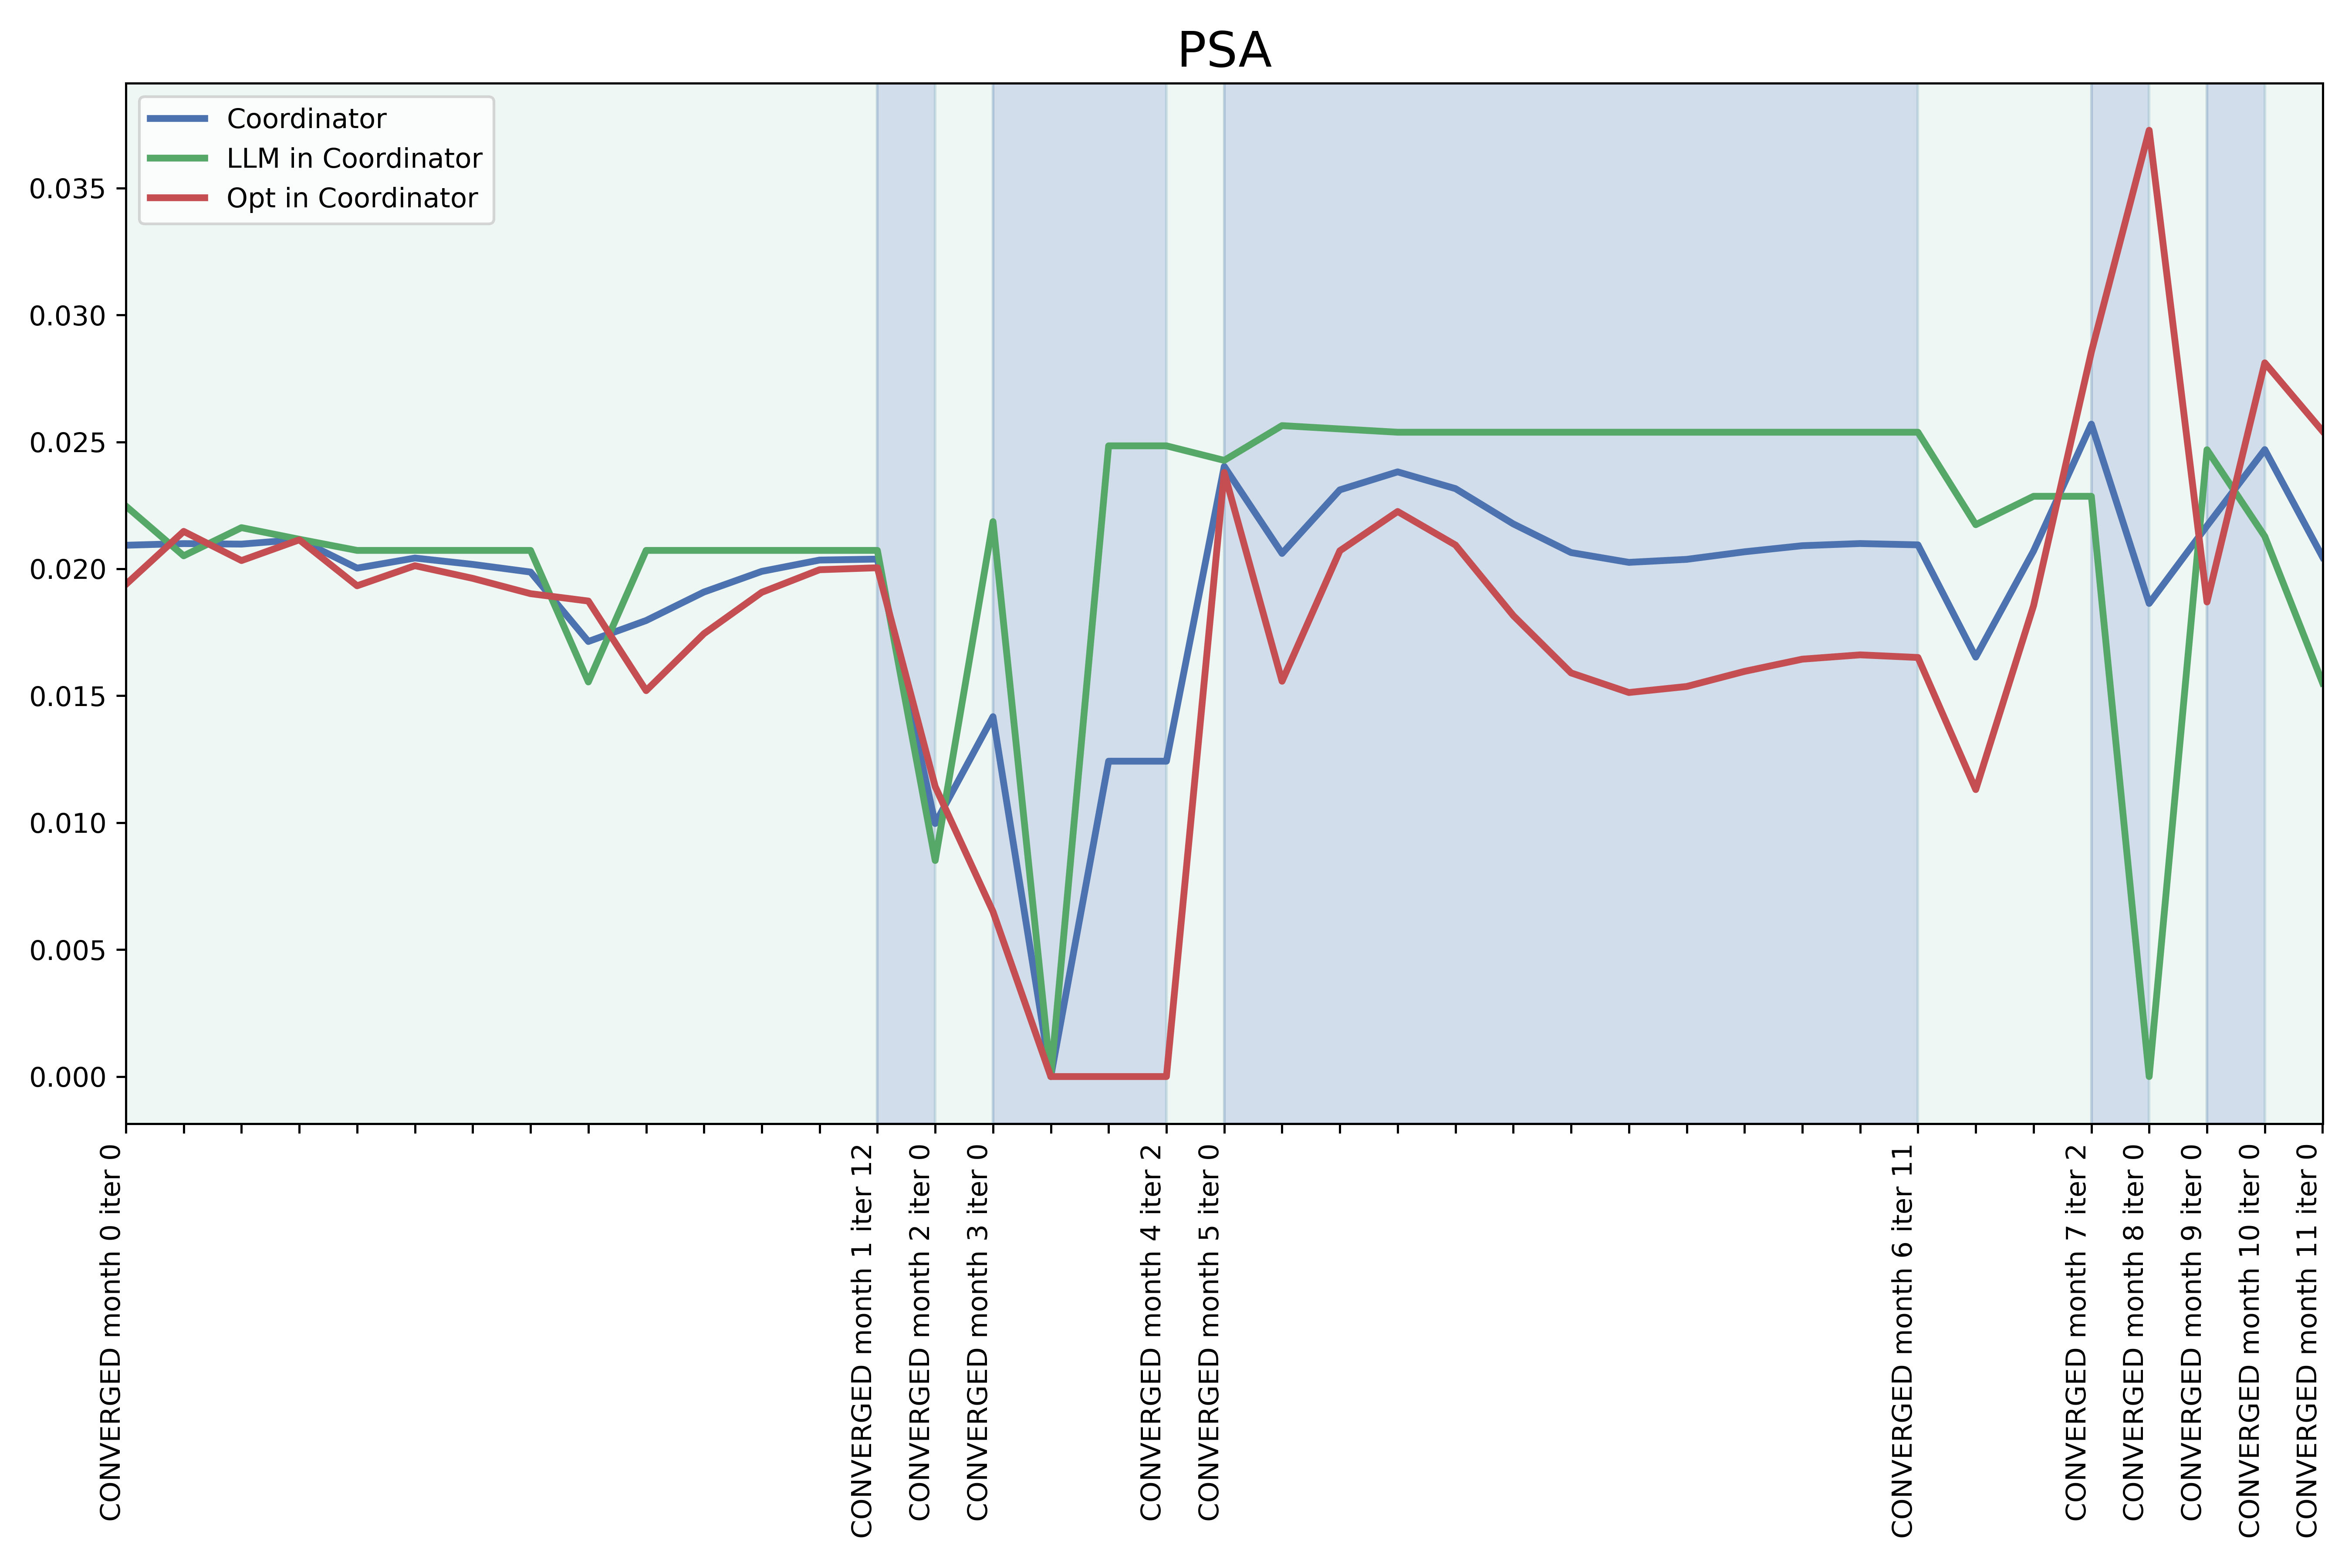 PSA
Coordinator
LLM in Coordinator
Opt in Coordinator
0.035
0.030
0.025
0.020
0.015
0.010
0.005
0.000
CONVERGED month 0 iter 0
CONVERGED month 1 iter 12
CONVERGED month 2 iter 0
CONVERGED month 3 iter 0
CONVERGED month 4 iter 2
CONVERGED month 5 iter 0
CONVERGED month 6 iter 11
CONVERGED month 7 iter 2
CONVERGED month 8 iter 0
CONVERGED month 9 iter 0
CONVERGED month 10 iter 0
CONVERGED month 11 iter 0